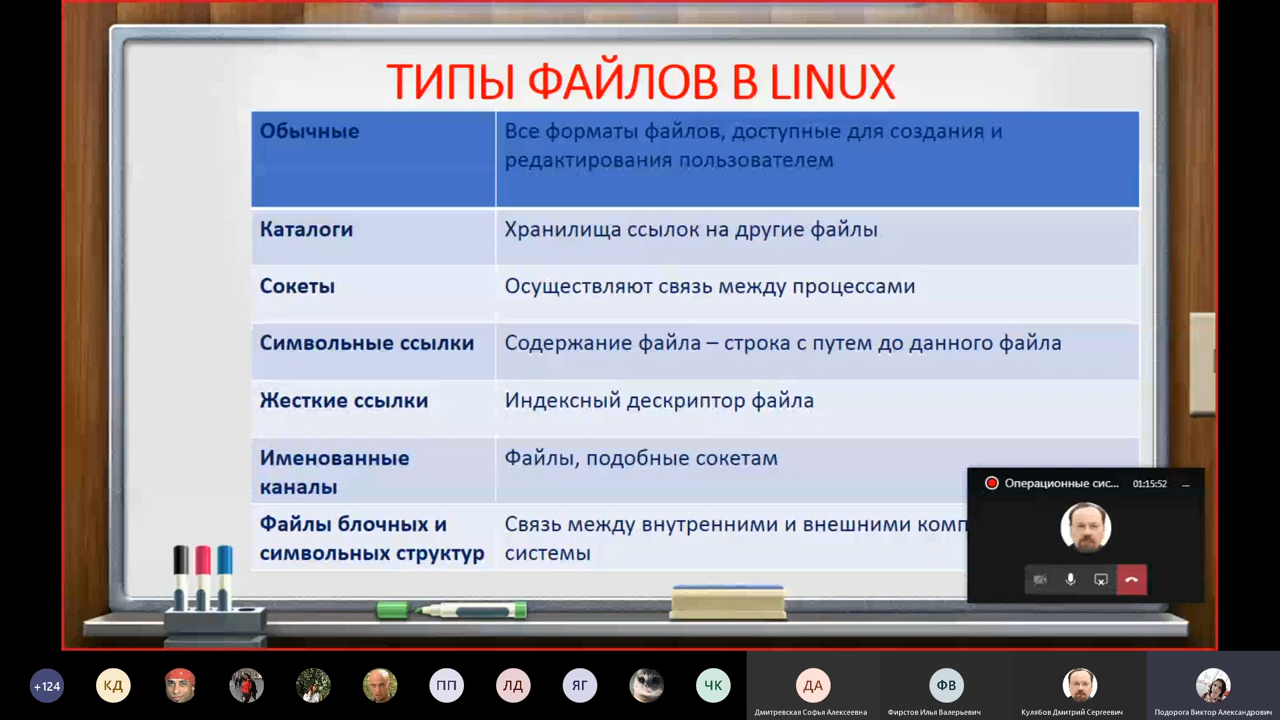 ТИПЫ ФАЙЛОВ В LINUX
Обычные
Все форматы файлов, доступные для создания и
редактирования пользователем
Каталоги
Хранилища ссылок на другие файлы
Сокеты
Осуществляют связь между процессами
Символьные ссылки
Содержание файла – строка с путем до данного файла
Жесткие ссылки
Индексный дескриптор файла
Именованные
каналы
Файлы, подобные сокетам
Файлы блочных и
символьных структур
Связь между внутренними и внешними комп
системы
Операционные сис... 01:15:52
+124
КД
ПП
ЛД
ЯГ
ЧК
ДА
ФВ
Дмитревская Софья Алексеевна
Фирстов Илья Валерьевич
Кулябов Дмитрий Сергеевич
Подорога Виктор Александрович